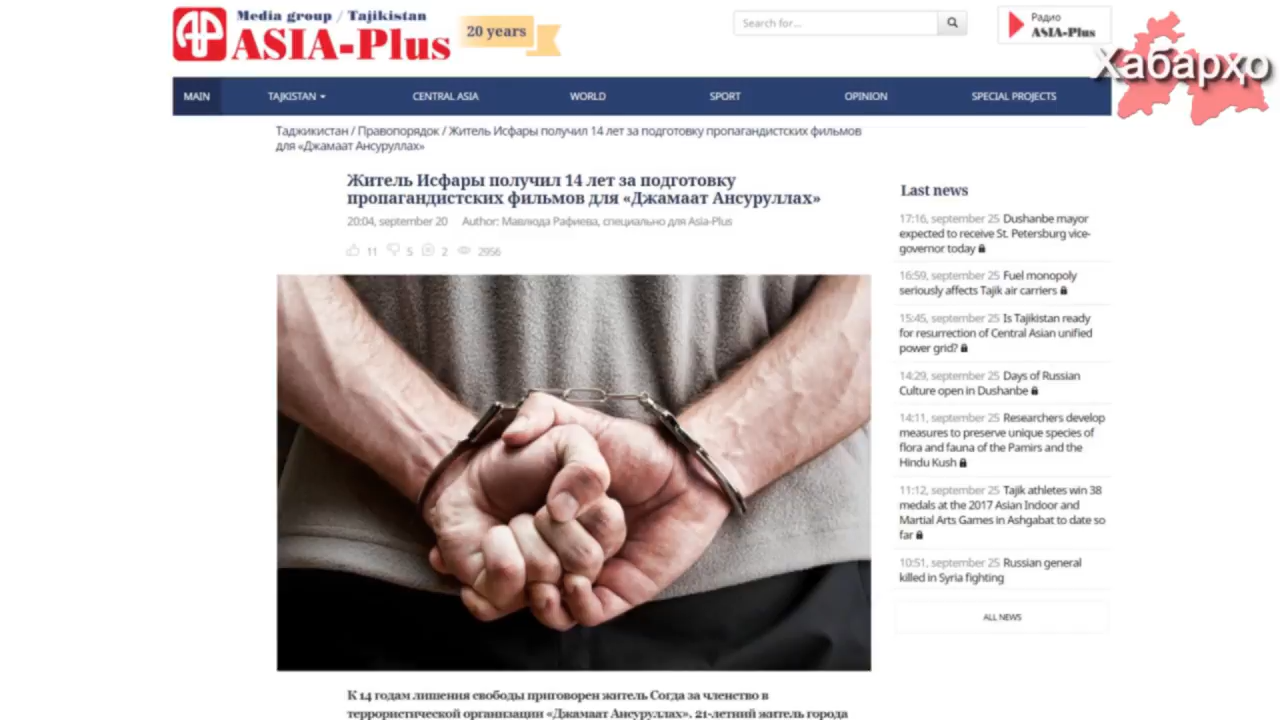 Media group / Tajikistan
ASIA-Plus
20 years
Search for...
Радио
ASIA-Plus
Хабарҳо
MAIN
TAJKISTAN
CENTRAL ASIA
WORLD
SPORT
OPINION
SPECIAL PROJECTS
Таджикистан / Правопорядок / Житель Исфары получил 14 лет за подготовку пропагандистских фильмов
для «Джамаат Ансуруллах»
Житель Исфары получил 14 лет за подготовку
пропагандистских фильмов для «Джамаат Ансуруллах»
20:04, september 20 Author: Мавлюда Рафиева, специально для Asia-Plus
11 5 2 2956
Last news
17:16, september 25 Dushanbe mayor
expected to receive St. Petersburg vice-
governor today
16:59, september 25 Fuel monopoly
seriously affects Tajik air carriers
15:45, september 25 Is Tajikistan ready
for resurrection of Central Asian unified
power grid?
14:29, september 25 Days of Russian
Culture open in Dushanbe
14:11, september 25 Researchers develop
measures to preserve unique species of
flora and fauna of the Pamirs and the
Hindu Kush
11:12, september 25 Tajik athletes win 38
medals at the 2017 Asian Indoor and
Martial Arts Games in Ashgabat to date so
far
10:51, september 25 Russian general
killed in Syria fighting
ALL NEWS
К 14 годам лишения свободы приговорен житель Согда за членство в
террористической организации «Джамаат Ансуруллах». 21-летний житель города